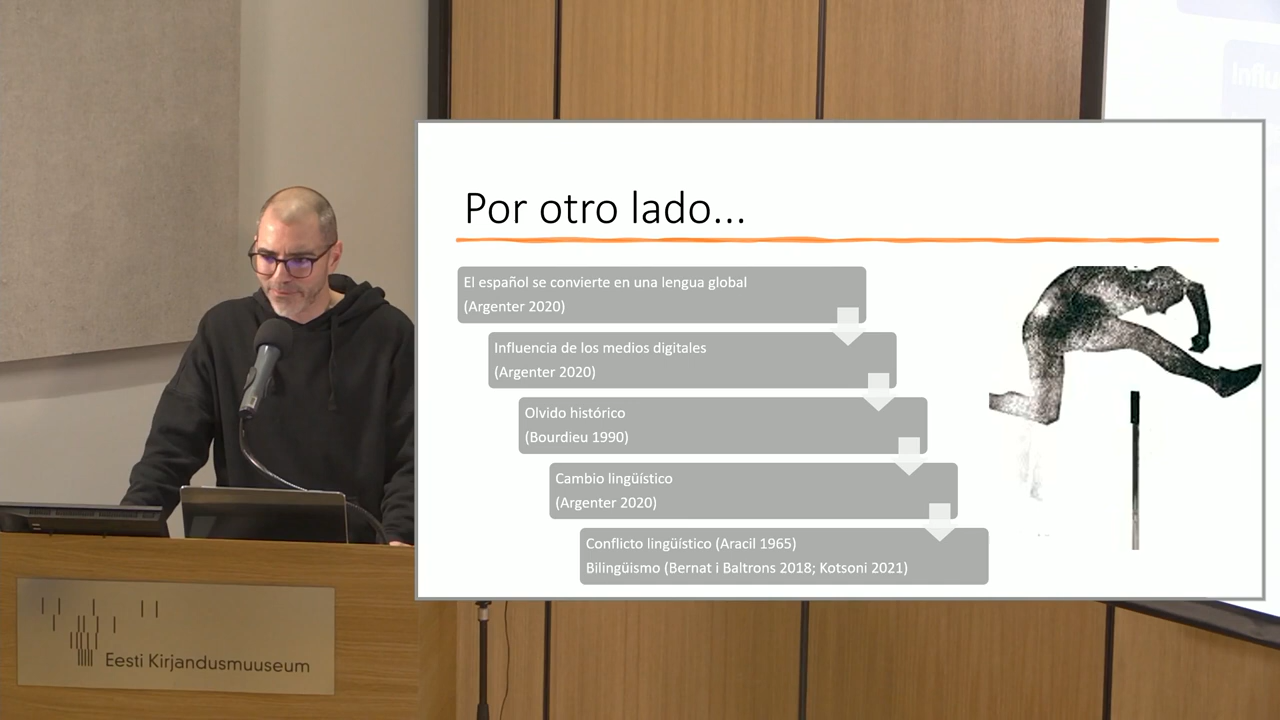 Por otro lado...
El español se convierte en una lengua global
(Argenter 2020)
Influencia de los medios digitales
(Argenter 2020)
Olvido histórico
(Bourdieu 1990)
Cambio lingüístico
(Argenter 2020)
Conflicto lingüístico (Aracil 1965)
Bilingüismo (Bernat i Baltrons 2018; Kotsoni 2021)
Eesti Kirjandusmuuseum